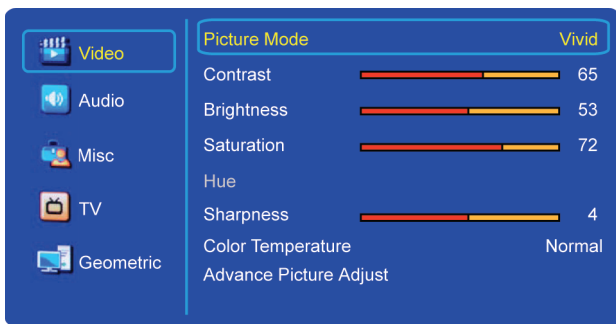 Video
Audio
Misc
TV
Geometric
Picture Mode Vivid
Contrast 65
Brightness 53
Saturation 72
Hue
Sharpness 4
Color Temperature Normal
Advance Picture Adjust